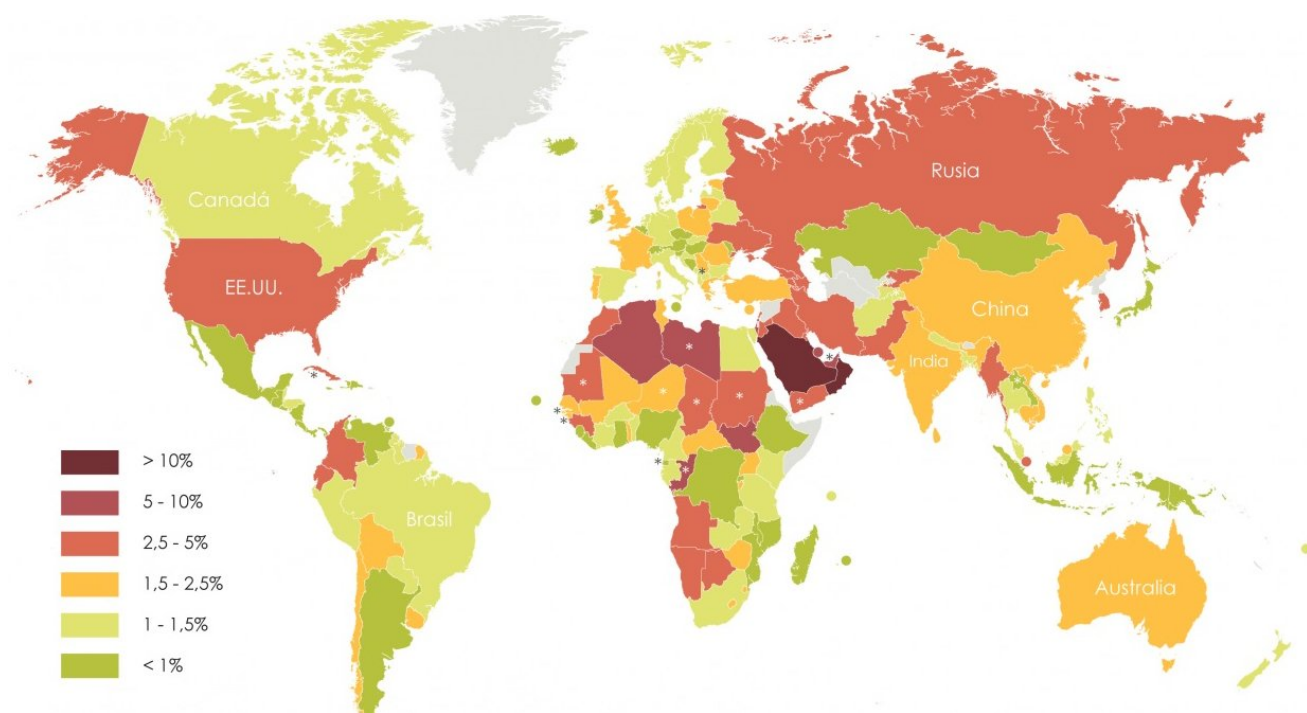 Canadá
EE.UU.
Rusia
China
India
Brasil
Australia
> 10%
5 - 10%
2,5 - 5%
1,5 - 2,5%
1 - 1,5%
< 1%